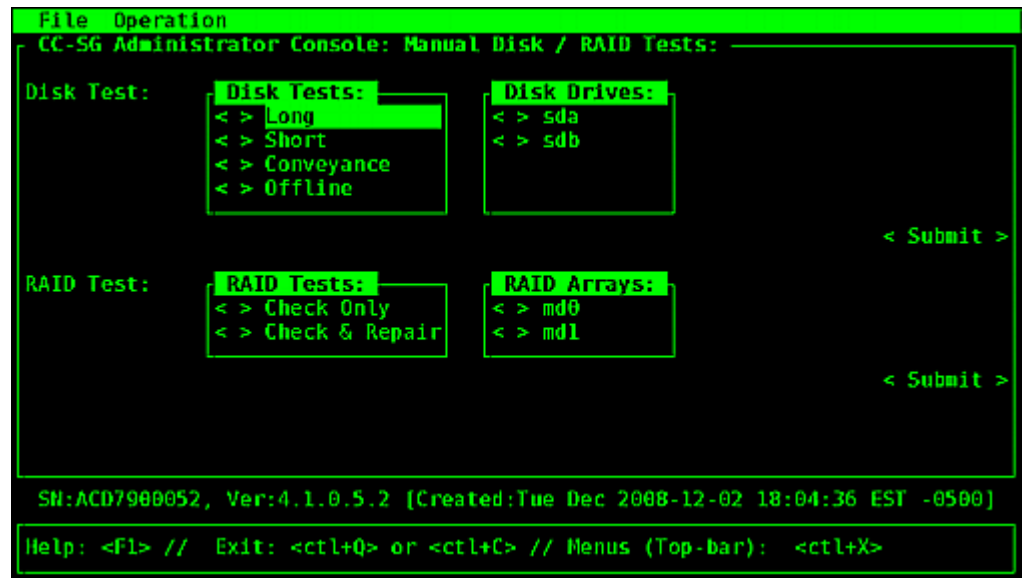 File Operation
CC-SG Administrator Console: Manual Disk / RAID Tests:
Disk Test: Disk Tests: Disk Drives:
< > Long < > sda
< > Short < > sdb
< > Conveyance
< > Offline
< Submit >
RAID Test: RAID Tests: RAID Arrays:
< > Check Only < > md0
< > Check & Repair < > md1
< Submit >
SN:ACD7900052, Ver:4.1.0.5.2 [Created:Tue Dec 2008-12-02 18:04:36 EST -0500]
Help: <F1> // Exit: <ctl+Q> or <ctl+C> // Menus (Top-bar): <ctl+X>